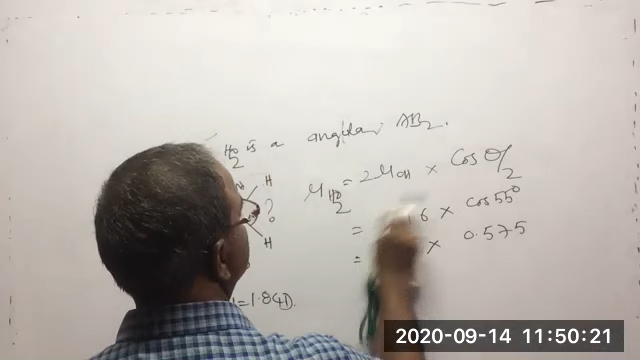 H2O is a angular AB2.
H
μH2O = 2μOH × Cos θ/2
?
= 6 × Cos 55°
H
= × 0.575
= 1.84D.
2020-09-14 11:50:21